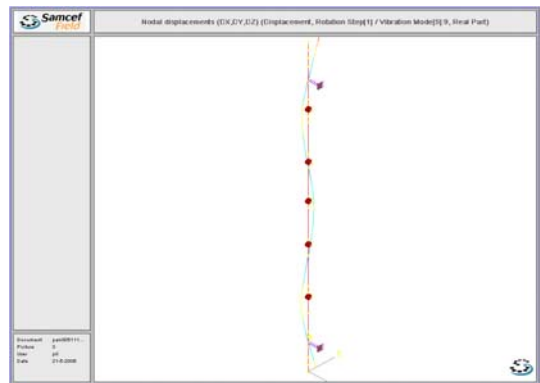 Samcef
Field
Nodal displacements (DX,DY,DZ) (Displacement, Rotation Step[1] / Vibration Mode[9] 9, Real Part)
Document
Picture
User
Date